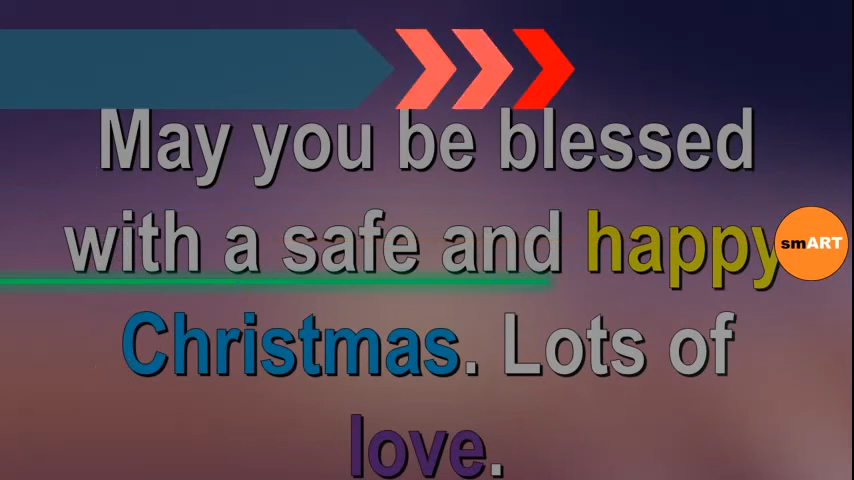 May you be blessed
with a safe and happy
smART
Christmas. Lots of
love.